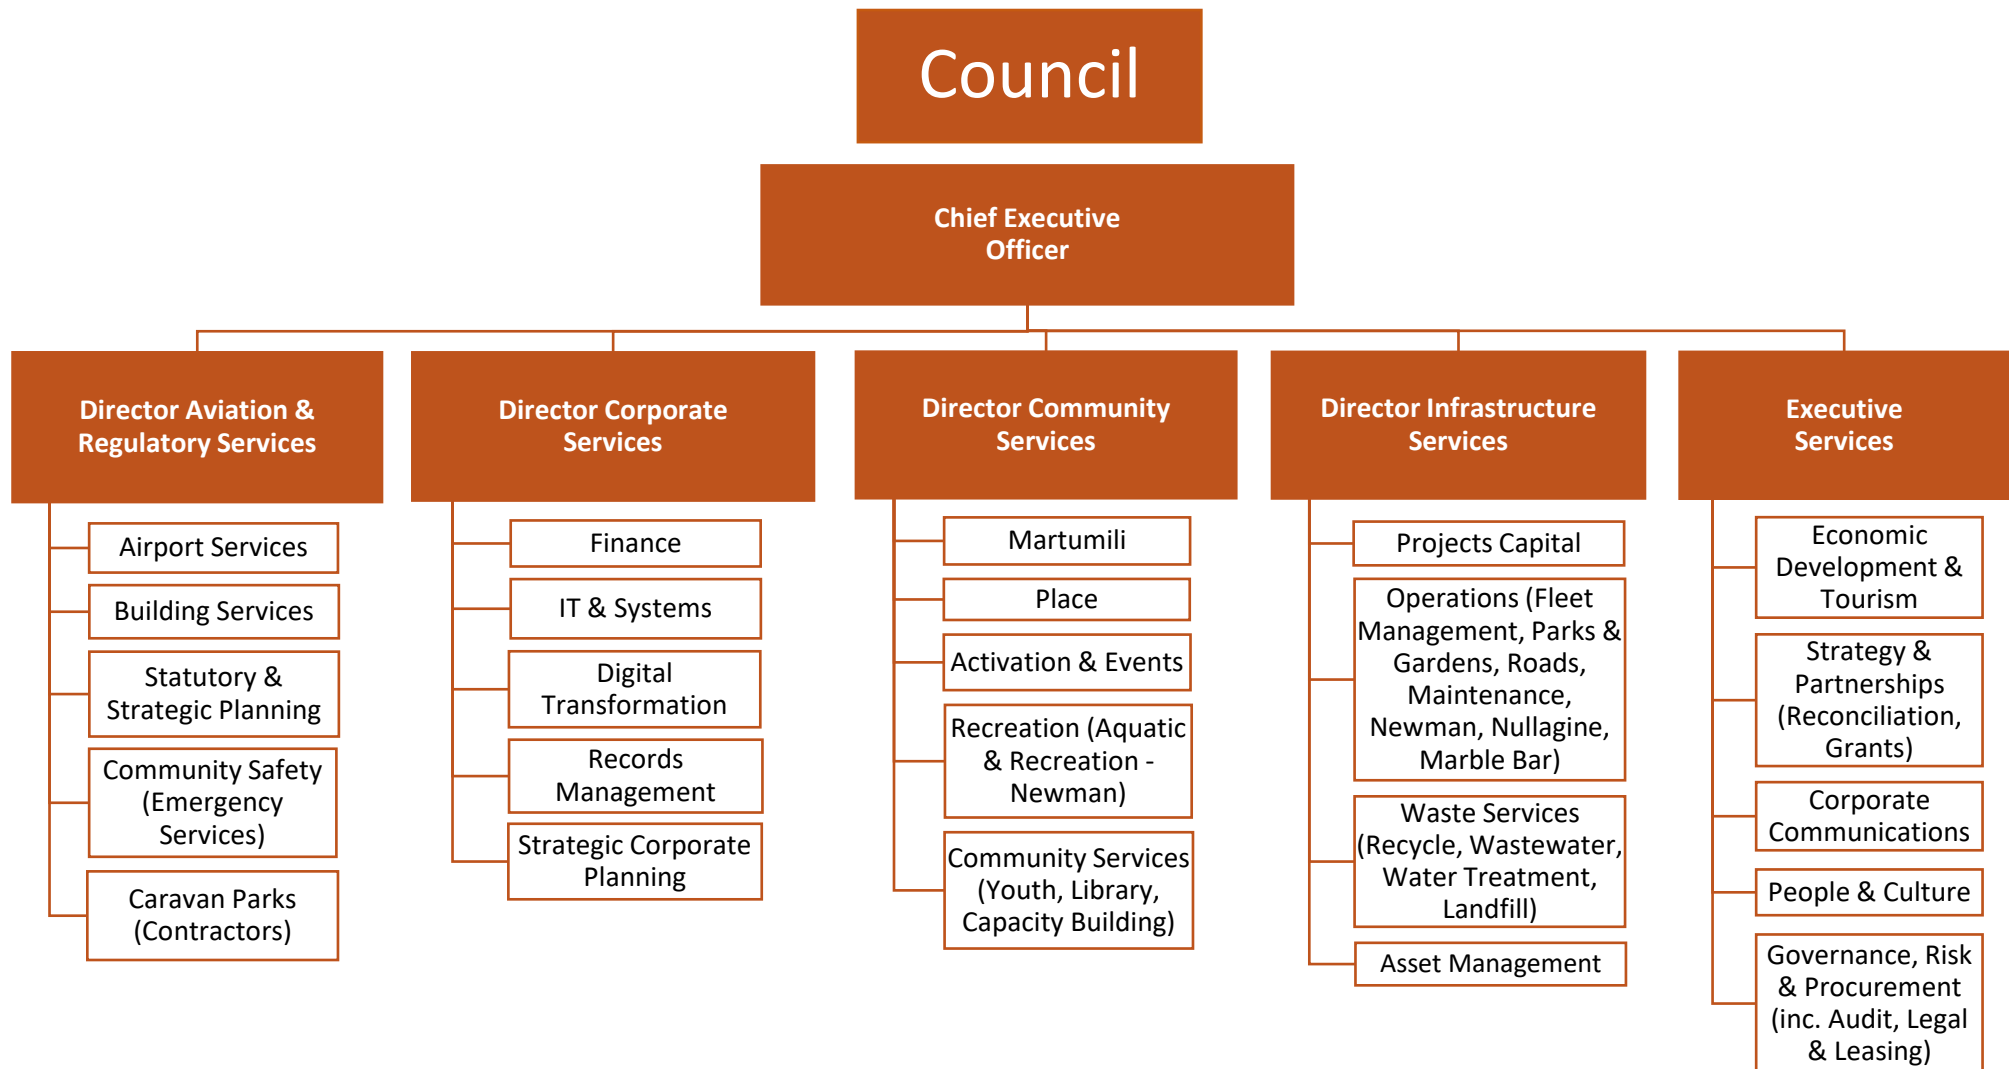 Council
Chief Executive
Officer
Director Aviation &
Regulatory Services
Airport Services
Building Services
Statutory &
Strategic Planning
Community Safety
(Emergency
Services)
Caravan Parks
(Contractors)
Director Corporate
Services
Finance
IT & Systems
Digital
Transformation
Records
Management
Strategic Corporate
Planning
Director Community
Services
Martumili
Place
Activation & Events
Recreation (Aquatic
& Recreation -
Newman)
Community Services
(Youth, Library,
Capacity Building)
Director Infrastructure
Services
Projects Capital
Operations (Fleet
Management, Parks &
Gardens, Roads,
Maintenance,
Newman, Nullagine,
Marble Bar)
Waste Services
(Recycle, Wastewater,
Water Treatment,
Landfill)
Asset Management
Executive
Services
Economic
Development &
Tourism
Strategy &
Partnerships
(Reconciliation,
Grants)
Corporate
Communications
People & Culture
Governance, Risk
& Procurement
(inc. Audit, Legal
& Leasing)